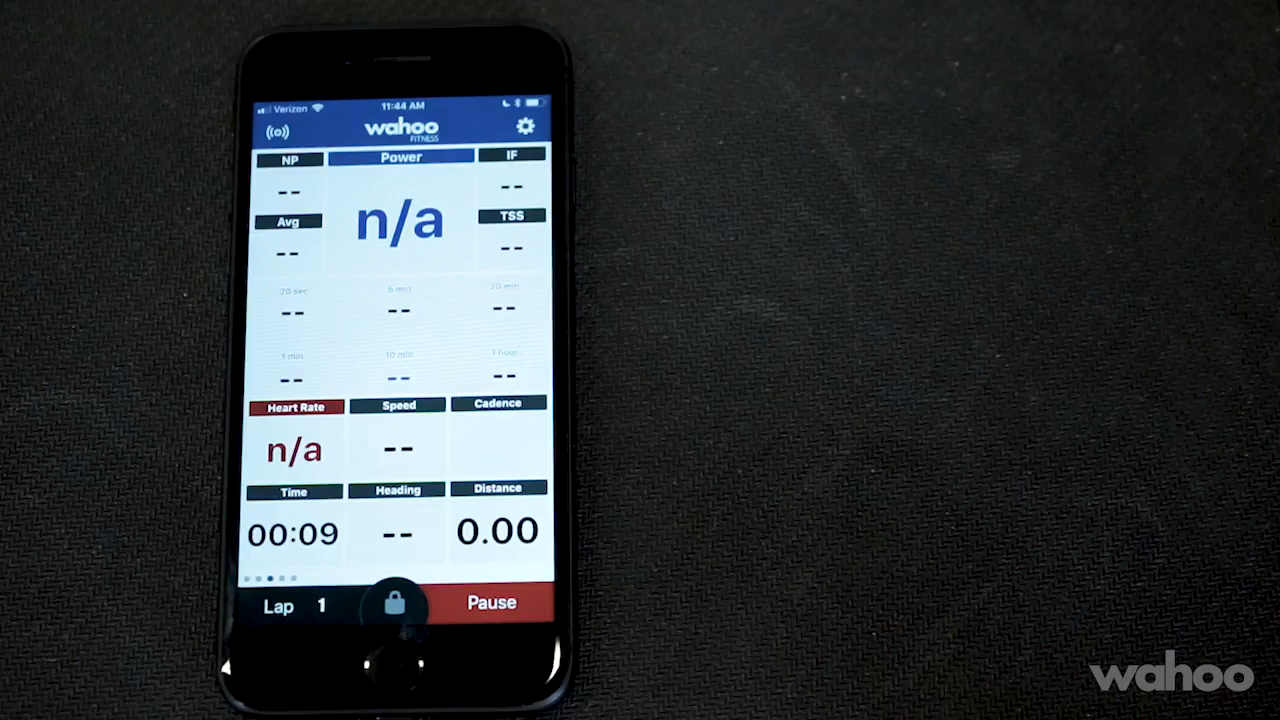 Verizon 11:44 AM
wahoo
FITNESS
NP Power IF
-- n/a --
Avg TSS
-- --
20 sec 5 min 20 min
-- -- --
1 min 10 min 1 hour
-- -- --
Heart Rate Speed Cadence
n/a --
Time Heading Distance
00:09 -- 0.00
Lap 1 Pause
wahoo